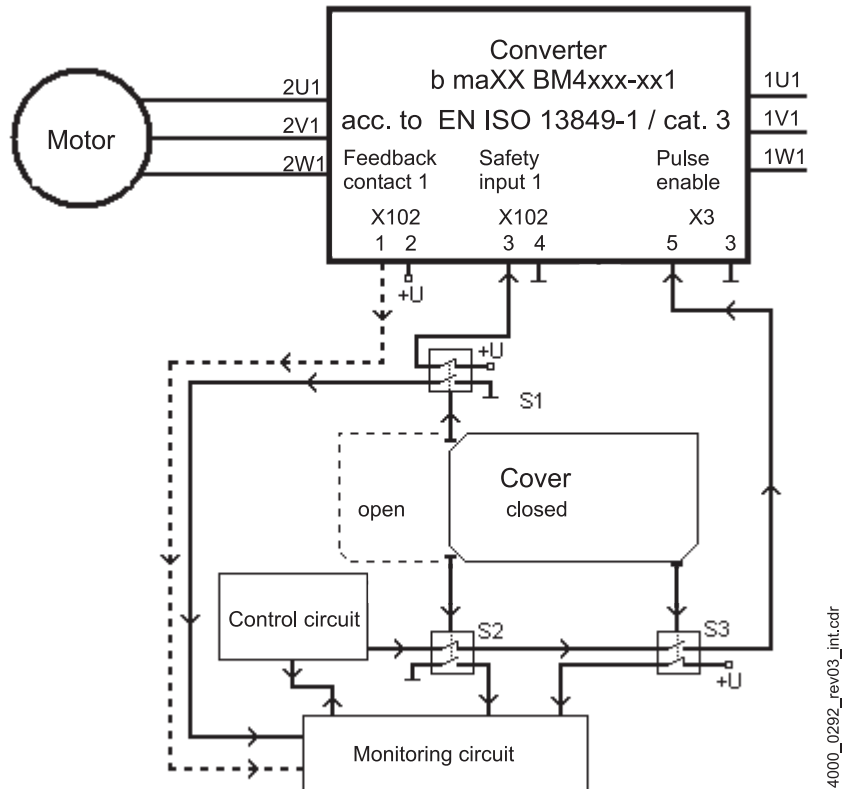 Converter
b maXX BM4xxx-xx1
acc. to EN ISO 13849-1 / cat. 3
2U1
2V1
2W1
1U1
1V1
1W1
Motor
Feedback
contact 1
Safety
input 1
Pulse
enable
X102
X102
X3
1 2
3 4
5 3
+U
+U
S1
Cover
closed
open
Control circuit
S2
S3
+U
Monitoring circuit
4000_0292_rev03_int.cdr